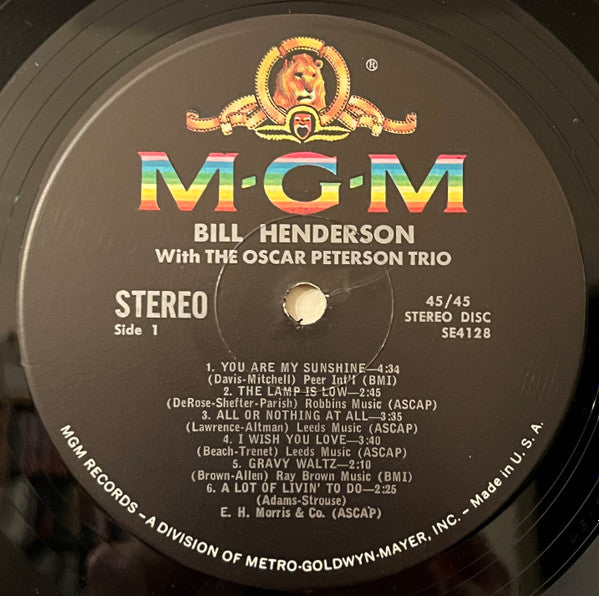 ®
M·G·M
BILL HENDERSON
With THE OSCAR PETERSON TRIO
STEREO
Side 1
45/45
STEREO DISC
SE4128
1. YOU ARE MY SUNSHINE—4:34
(Davis-Mitchell) Peer Int'l (BMI)
2. THE LAMP IS LOW—2:45
(DeRose-Shefter-Parish) Robbins Music (ASCAP)
3. ALL OR NOTHING AT ALL—3:35
(Lawrence-Altman) Leeds Music (ASCAP)
4. I WISH YOU LOVE—3:40
(Beach-Trenet) Leeds Music (ASCAP)
5. GRAVY WALTZ—2:10
(Brown-Allen) Ray Brown Music (BMI)
6. A LOT OF LIVIN' TO DO—2:25
(Adams-Strouse)
E. H. Morris & Co. (ASCAP)
MGM RECORDS – A DIVISION OF METRO-GOLDWYN-MAYER, INC. – Made in U. S. A.